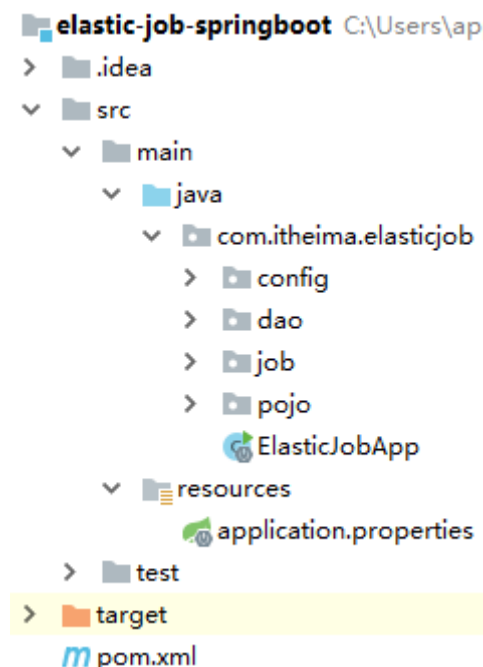 elastic-job-springboot C:\Users\ap
.idea
src
main
java
com.itheima.elasticjob
config
dao
job
pojo
ElasticJobApp
resources
application.properties
test
target
pom.xml